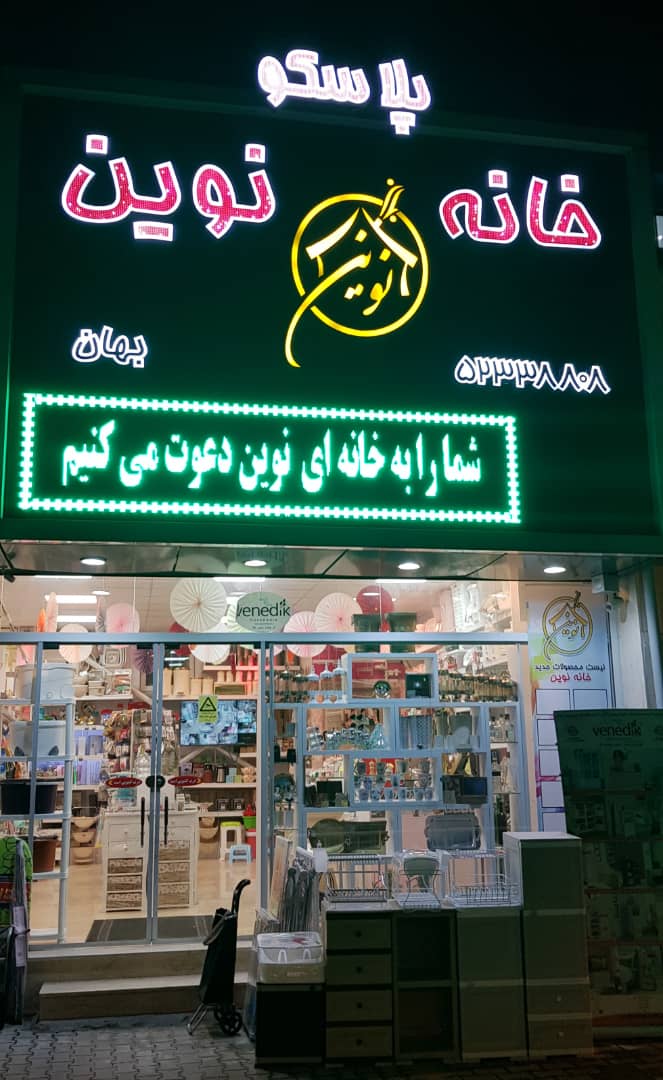 پلاسکو
خانه نوین
نوین
۵۲۳۳۸۸۰۸
بهان
شما را به خانه ای نوین دعوت می کنیم
venedik
نوین
لیست محصولات جدید
خانه نوین
venedik